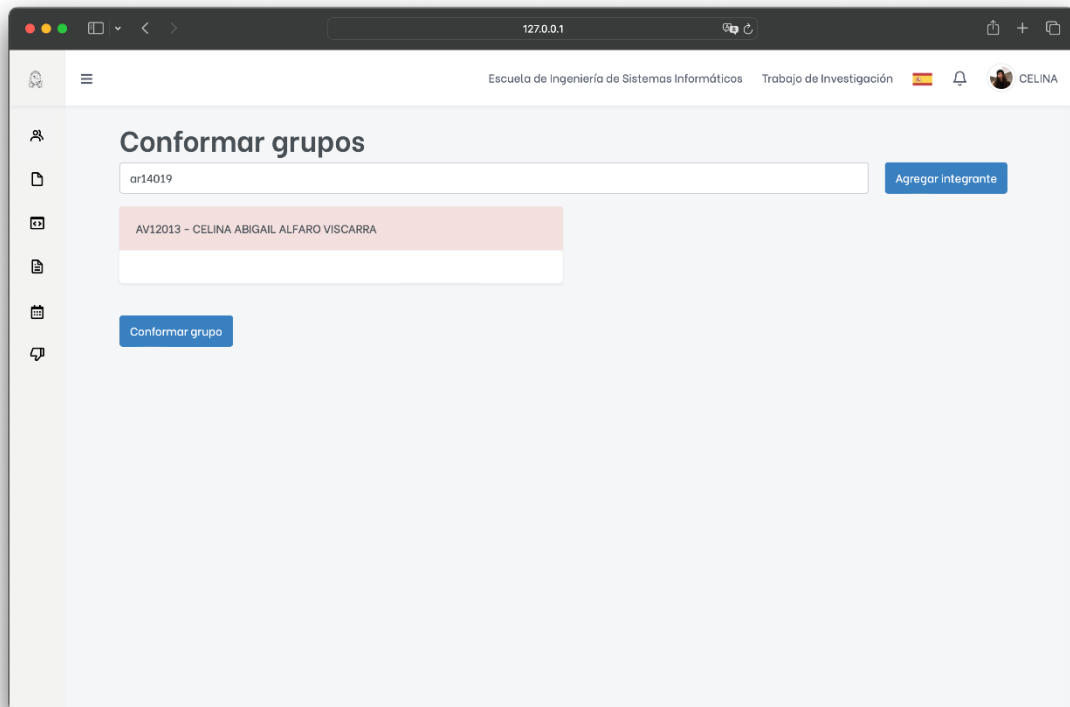 127.0.0.1
Escuela de Ingeniería de Sistemas Informáticos Trabajo de Investigación CELINA
Conformar grupos
ar14019 Agregar integrante
AV12013 - CELINA ABIGAIL ALFARO VISCARRA
Conformar grupo